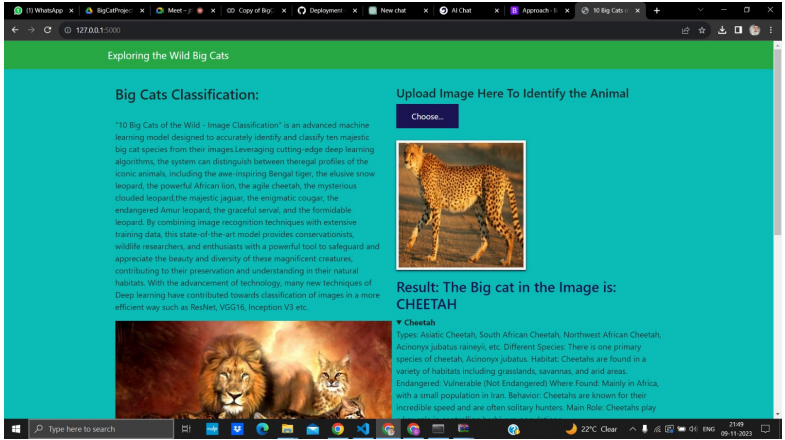 (1) WhatsApp
BigCatProjec
Meet – jt
Copy of BigC
Deployment
New chat
AI Chat
Approach - B
10 Big Cats o
127.0.0.1:5000
Exploring the Wild Big Cats
Big Cats Classification:
"10 Big Cats of the Wild - Image Classification" is an advanced machine
learning model designed to accurately identify and classify ten majestic
big cat species from their images.Leveraging cutting-edge deep learning
algorithms, the system can distinguish between theregal profiles of the
iconic animals, including the awe-inspiring Bengal tiger, the elusive snow
leopard, the powerful African lion, the agile cheetah, the mysterious
clouded leopard,the majestic jaguar, the enigmatic cougar, the
endangered Amur leopard, the graceful serval, and the formidable
leopard. By combining image recognition techniques with extensive
training data, this state-of-the-art model provides conservationists,
wildlife researchers, and enthusiasts with a powerful tool to safeguard and
appreciate the beauty and diversity of these magnificent creatures,
contributing to their preservation and understanding in their natural
habitats. With the advancement of technology, many new techniques of
Deep learning have contributed towards classification of images in a more
efficient way such as ResNet, VGG16, Inception V3 etc.
Upload Image Here To Identify the Animal
Choose...
Result: The Big cat in the Image is:
CHEETAH
▼ Cheetah
Types: Asiatic Cheetah, South African Cheetah, Northwest African Cheetah,
Acinonyx jubatus raineyii, etc. Different Species: There is one primary
species of cheetah, Acinonyx jubatus. Habitat: Cheetahs are found in a
variety of habitats including grasslands, savannas, and arid areas.
Endangered: Vulnerable (Not Endangered) Where Found: Mainly in Africa,
with a small population in Iran. Behavior: Cheetahs are known for their
incredible speed and are often solitary hunters. Main Role: Cheetahs play
Type here to search
22°C Clear
ENG
21:49
09-11-2023